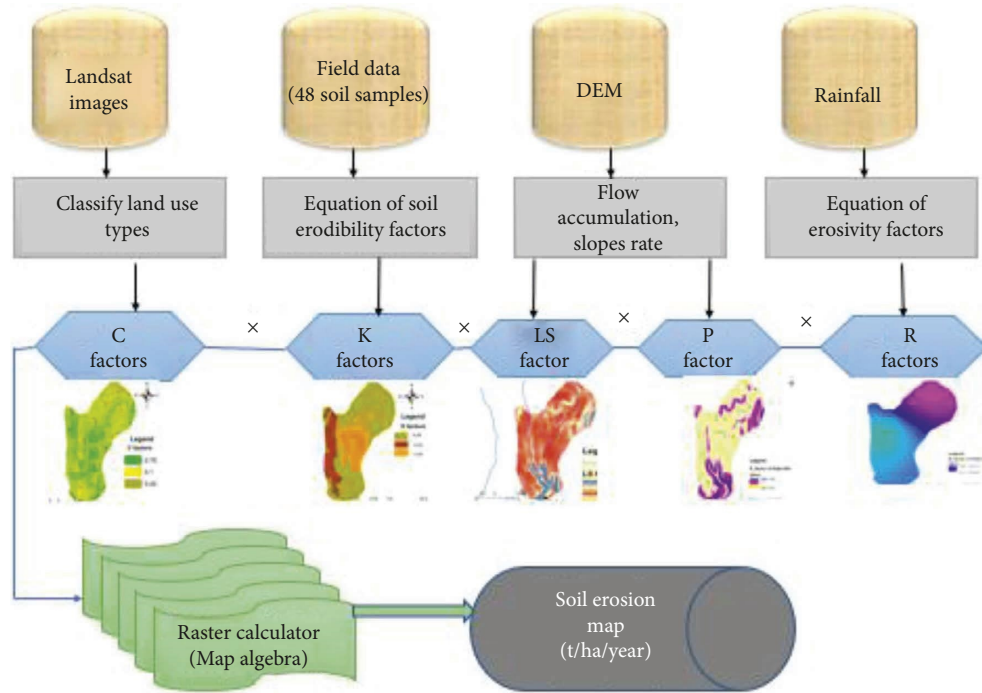 Landsat
images
Field data
(48 soil samples)
DEM
Rainfall
Classify land use
types
Equation of soil
erodibility factors
Flow
accumulation,
slopes rate
Equation of
erosivity factors
C
factors
×
K
factors
×
LS
factor
×
P
factor
×
R
factors
Legend
Legend
Raster calculator
(Map algebra)
Soil erosion
map
(t/ha/year)